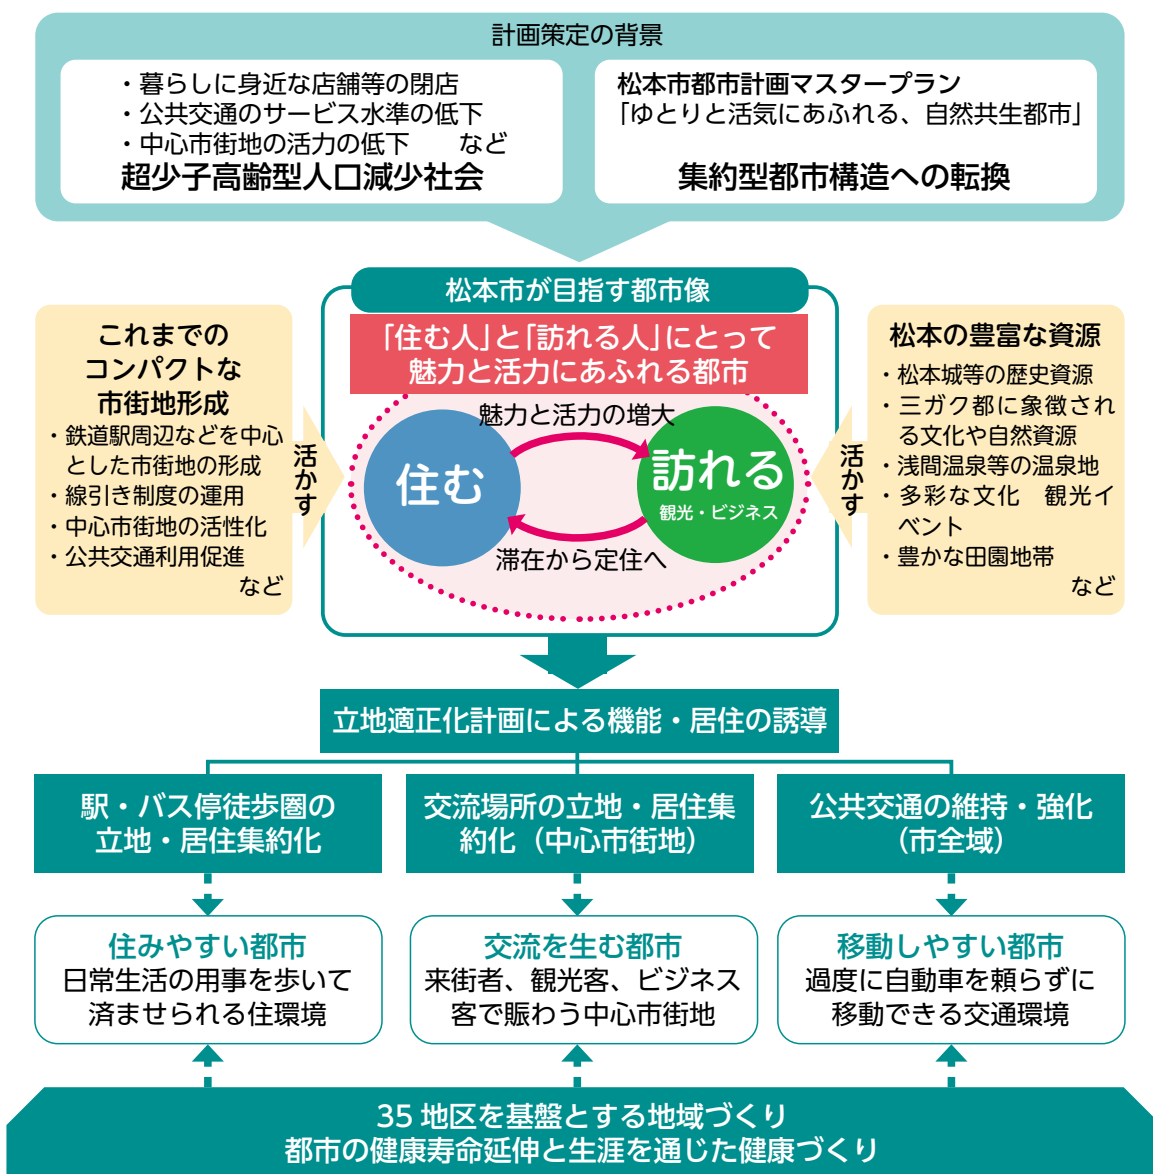 計画策定の背景
・暮らしに身近な店舗等の閉店
・公共交通のサービス水準の低下
・中心市街地の活力の低下　　など
超少子高齢型人口減少社会
松本市都市計画マスタープラン
「ゆとりと活気にあふれる、自然共生都市」
集約型都市構造への転換
松本市が目指す都市像
「住む人」と「訪れる人」にとって
魅力と活力にあふれる都市
これまでの
コンパクトな
市街地形成
・鉄道駅周辺などを中心
とした市街地の形成
・線引き制度の運用
・中心市街地の活性化
・公共交通利用促進
など
活かす
魅力と活力の増大
住む
訪れる
観光・ビジネス
滞在から定住へ
活かす
松本の豊富な資源
・松本城等の歴史資源
・三ガク都に象徴され
る文化や自然資源
・浅間温泉等の温泉地
・多彩な文化　観光イ
ベント
・豊かな田園地帯
など
立地適正化計画による機能・居住の誘導
駅・バス停徒歩圏の
立地・居住集約化
交流場所の立地・居住集
約化（中心市街地）
公共交通の維持・強化
（市全域）
住みやすい都市
日常生活の用事を歩いて
済ませられる住環境
交流を生む都市
来街者、観光客、ビジネス
客で賑わう中心市街地
移動しやすい都市
過度に自動車を頼らずに
移動できる交通環境
35 地区を基盤とする地域づくり
都市の健康寿命延伸と生涯を通じた健康づくり